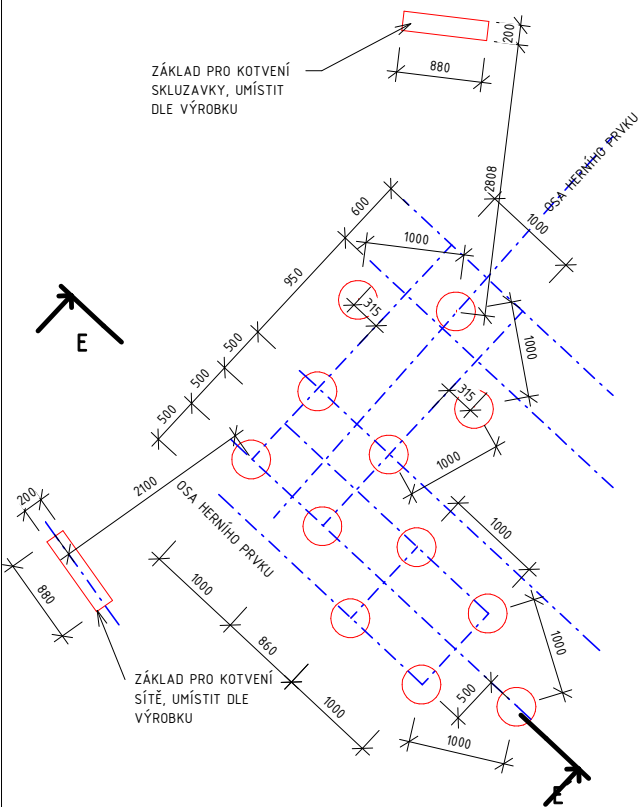 200
880
ZÁKLAD PRO KOTVENÍ
SKLUZAVKY, UMÍSTIT
DLE VÝROBKU
2808
OSA HERNÍHO PRVKU
1000
600
1000
950
315
E
500
500
500
1000
315
1000
2100
200
OSA HERNÍHO PRVKU
1000
880
1000
860
1000
ZÁKLAD PRO KOTVENÍ
SÍTĚ, UMÍSTIT DLE
VÝROBKU
500
1000
1000
E